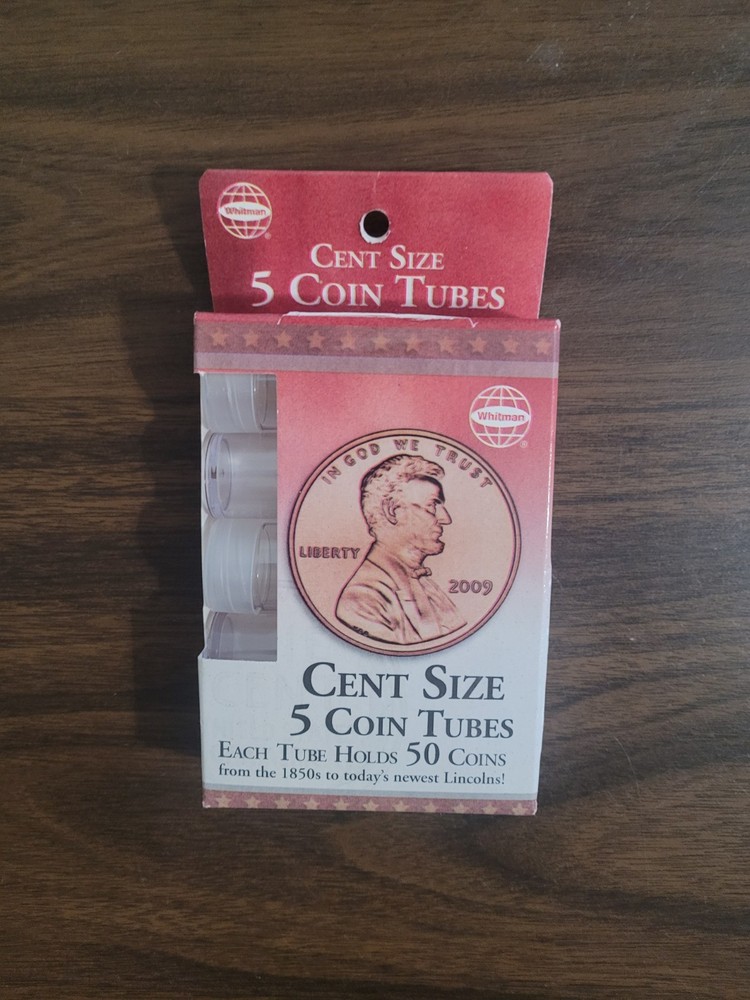 Whitman®
CENT SIZE
5 COIN TUBES
Whitman®
IN GOD WE TRUST
LIBERTY
2009
CENT SIZE
5 COIN TUBES
EACH TUBE HOLDS 50 COINS
from the 1850s to today's newest Lincolns!